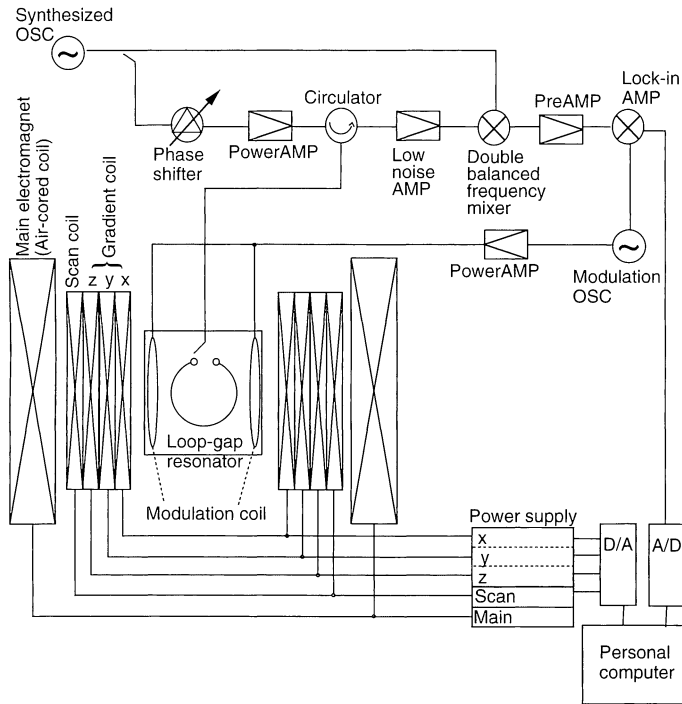 Synthesized
OSC
Lock-in
AMP
Circulator
PreAMP
Phase
shifter
PowerAMP
Low
noise
AMP
Double
balanced
frequency
mixer
Main electromagnet
(Air-cored coil)
Scan coil
Gradient coil
z y x
PowerAMP
Modulation
OSC
~
~
Loop-gap
resonator
Modulation coil
Power supply
x
y
z
Scan
Main
D/A
A/D
Personal
computer